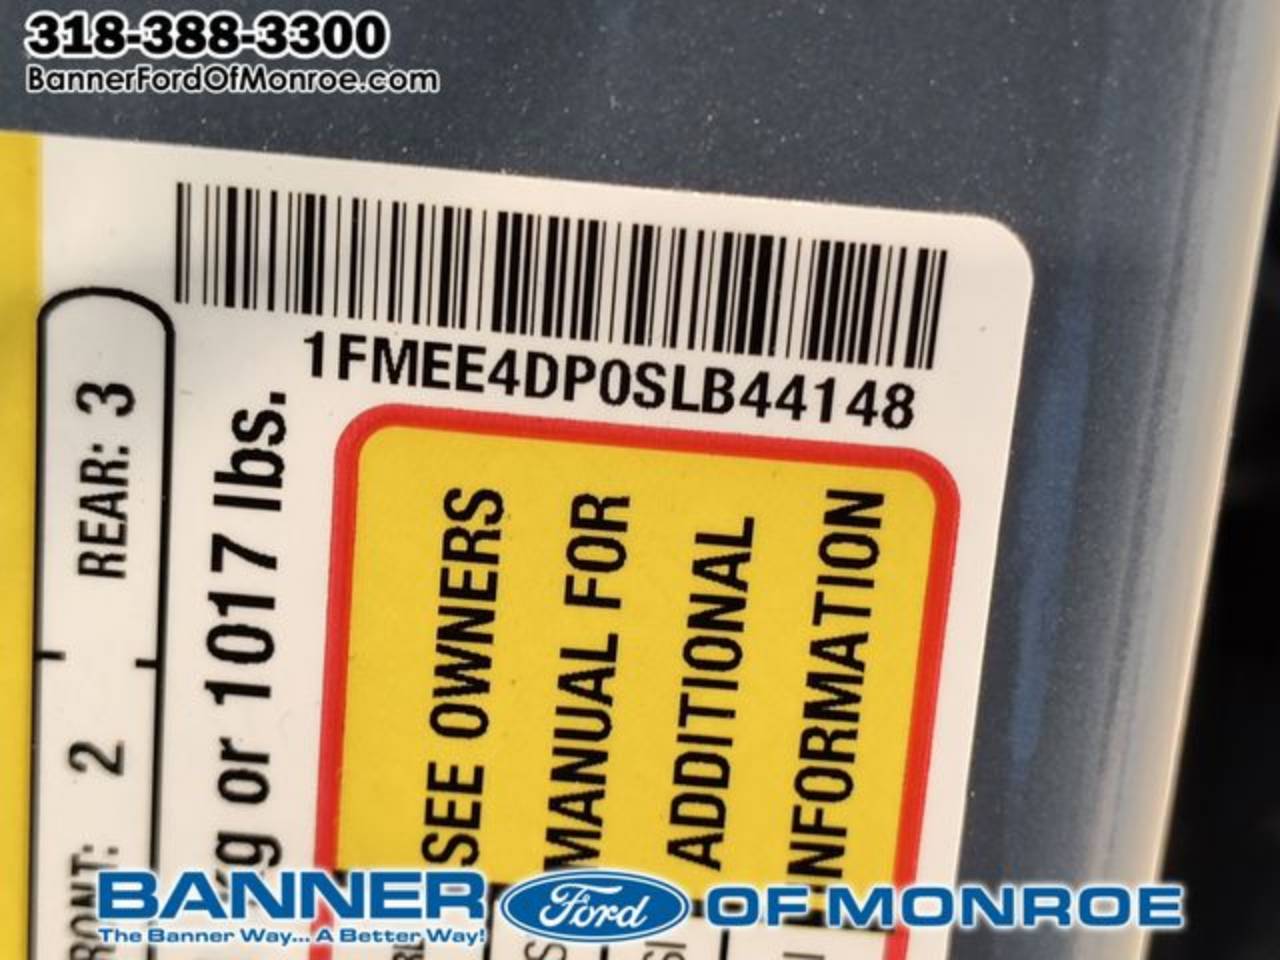 318-388-3300
BannerFordOfMonroe.com
1FMEE4DP0SLB44148
FRONT: 2 REAR: 3
kg or 1017 lbs.
SEE OWNERS
MANUAL FOR
ADDITIONAL
INFORMATION
BANNER Ford OF MONROE
The Banner Way... A Better Way!